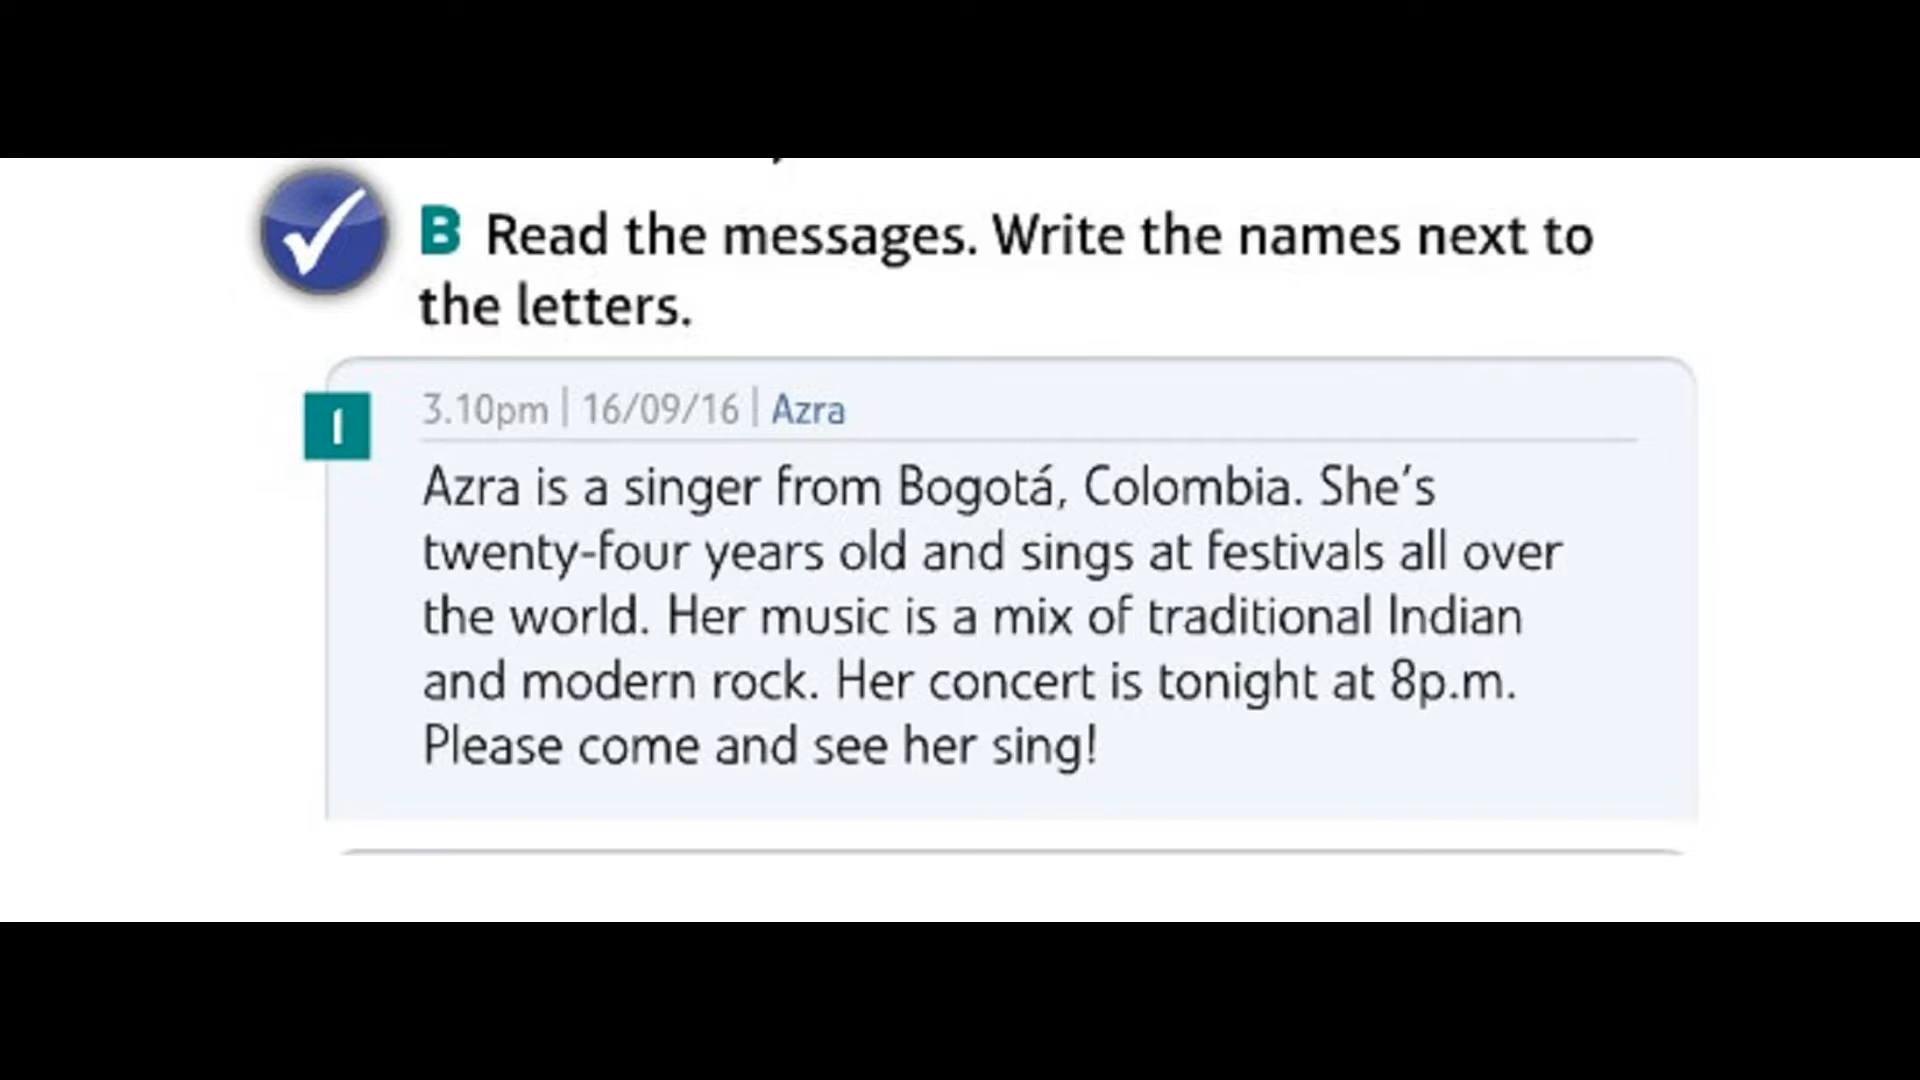 B Read the messages. Write the names next to
the letters.
1
3.10pm | 16/09/16 | Azra
Azra is a singer from Bogotá, Colombia. She's
twenty-four years old and sings at festivals all over
the world. Her music is a mix of traditional Indian
and modern rock. Her concert is tonight at 8p.m.
Please come and see her sing!